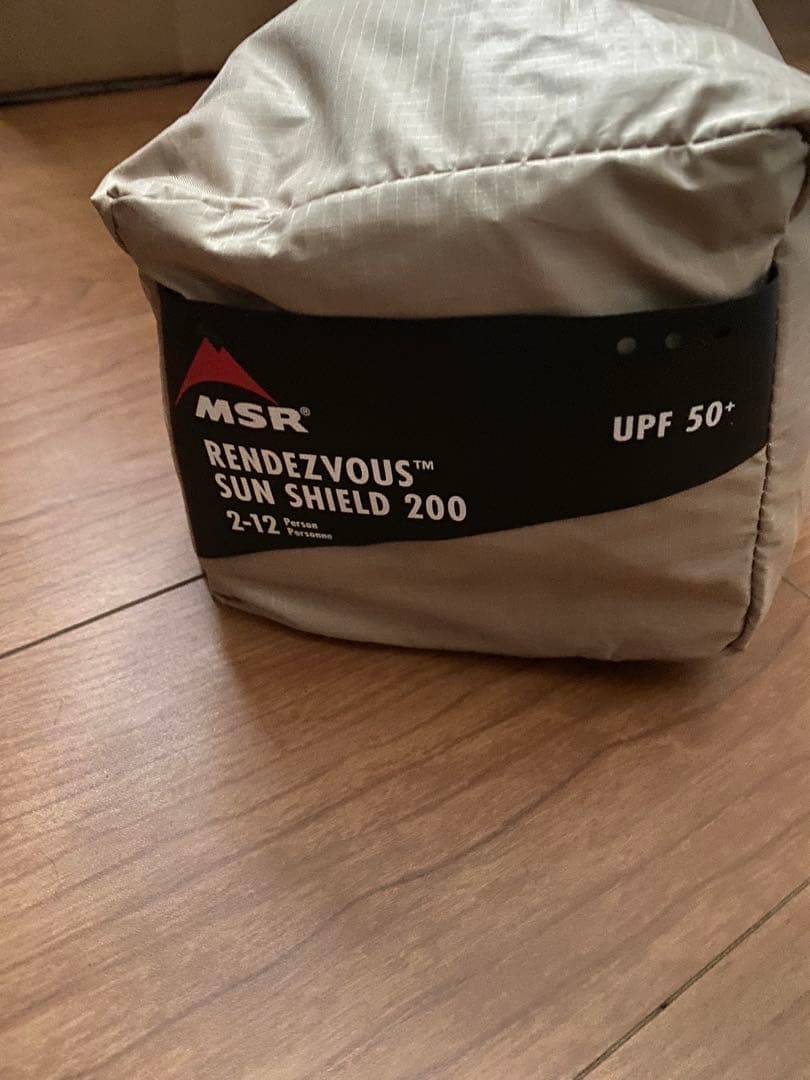 MSR®
UPF 50+
RENDEZVOUS™
SUN SHIELD 200
2-12 Person
Personne